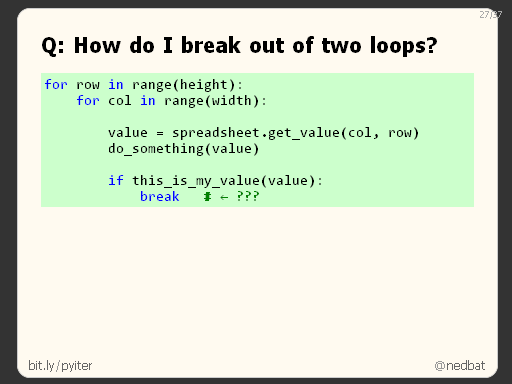 27/37
Q: How do I break out of two loops?
for row in range(height):
    for col in range(width):
        value = spreadsheet.get_value(col, row)
        do_something(value)
        if this_is_my_value(value):
            break   # ← ???
bit.ly/pyiter
@nedbat